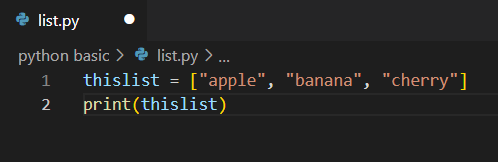 list.py
python basic > list.py > ...
1 thislist = ["apple", "banana", "cherry"]
2 print(thislist)